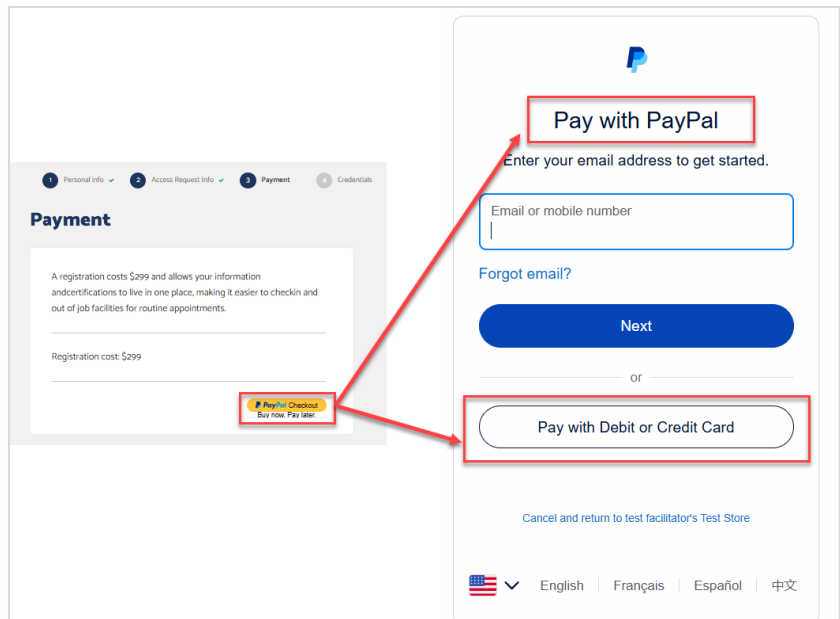 1 Personal info
2 Access Request Info
3 Payment
4 Credentials
Payment
A registration costs $299 and allows your information
andcertifications to live in one place, making it easier to checkin and
out of job facilities for routine appointments.
Registration cost: $299
PayPal Checkout
Buy now. Pay later.
Pay with PayPal
Enter your email address to get started.
Email or mobile number
Forgot email?
Next
or
Pay with Debit or Credit Card
Cancel and return to test facilitator's Test Store
English Français Español 中文